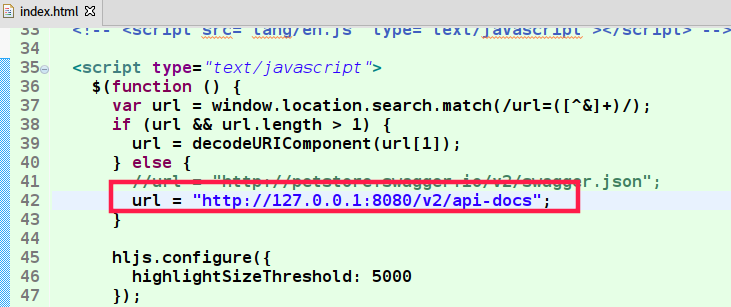 index.html
33 <!-- <script src='lang/en.js' type='text/javascript'></script> -->
34
35 <script type="text/javascript">
36 $(function () {
37 var url = window.location.search.match(/url=([^&]+)/);
38 if (url && url.length > 1) {
39 url = decodeURIComponent(url[1]);
40 } else {
41 //url = "http://petstore.swagger.io/v2/swagger.json";
42 url = "http://127.0.0.1:8080/v2/api-docs";
43 }
44
45 hljs.configure({
46 highlightSizeThreshold: 5000
47 });